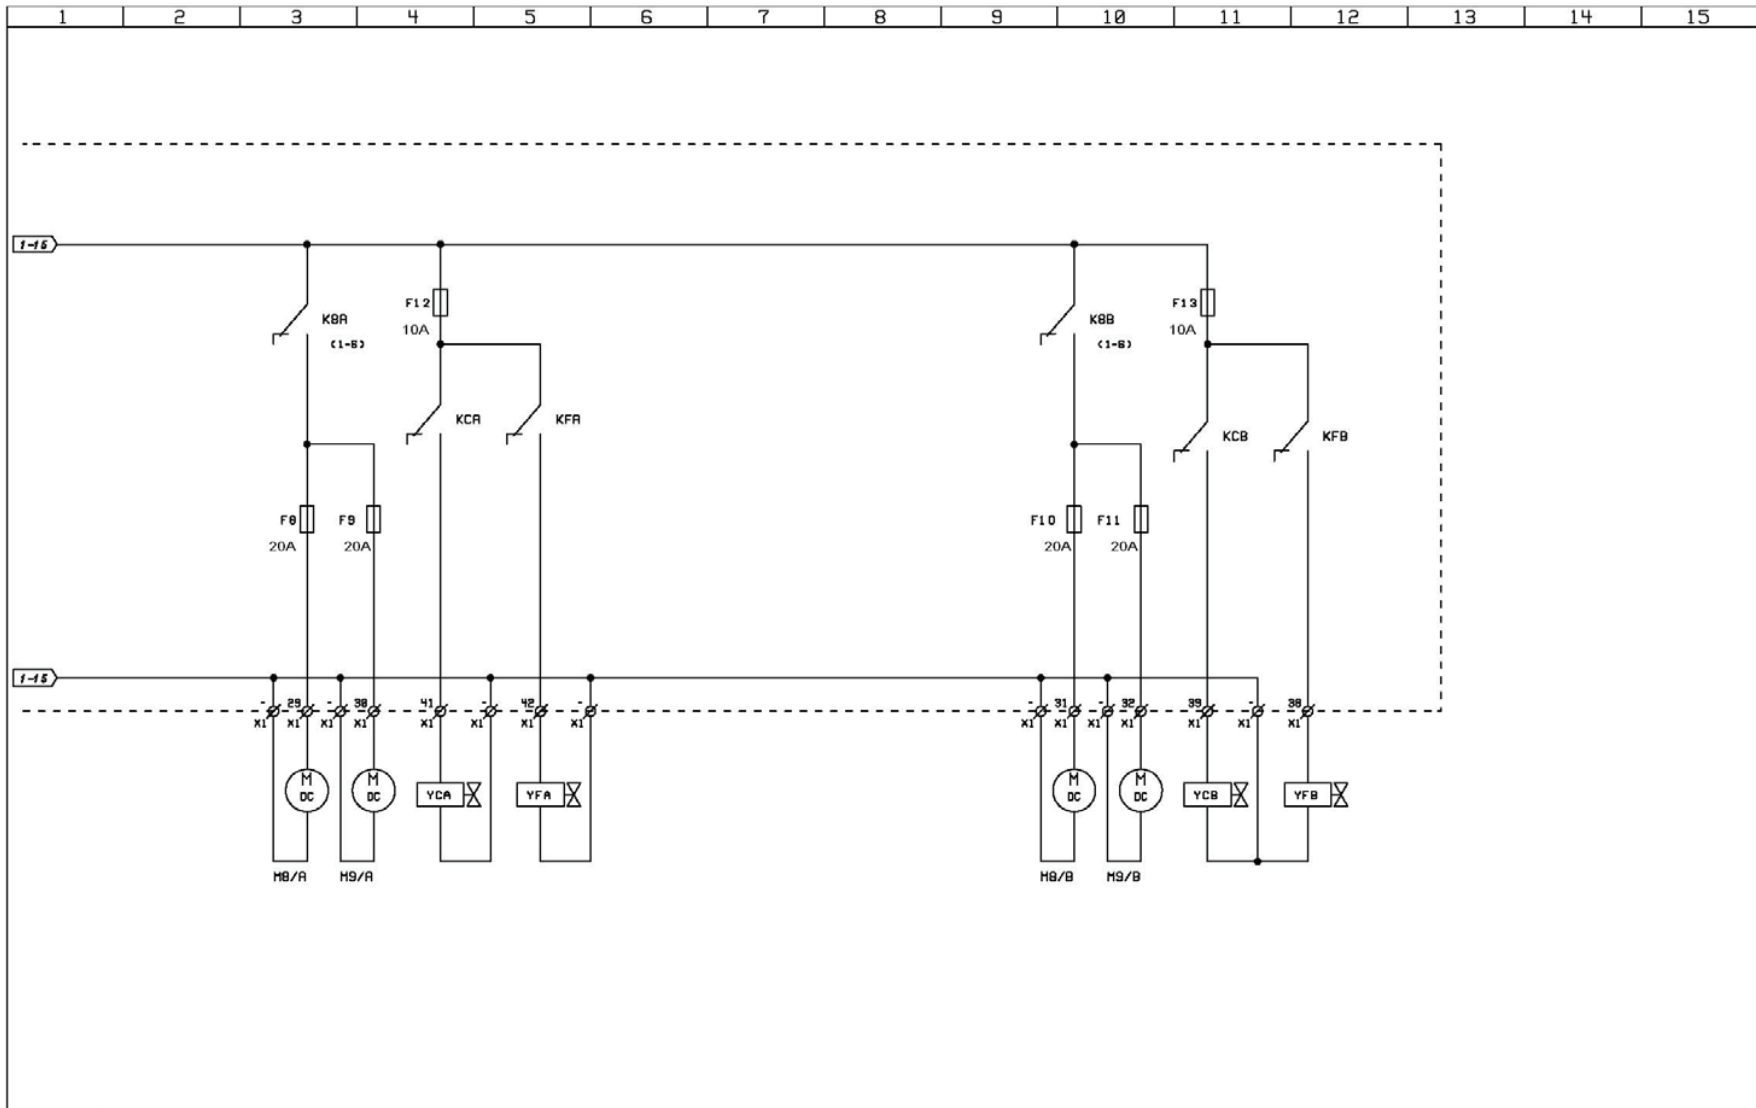 1 2 3 4 5 6 7 8 9 10 11 12 13 14 15
1-15
F12 F13
K8A K8B
10A 10A
(1-6) (1-6)
KCA KFA
KCB KFB
F8 F9 F10 F11
20A 20A 20A 20A
1-15
- 29 - 30 41 - 42 - - 31 - 32 39 - 38
X1 X1 X1 X1 X1 X1 X1 X1 X1 X1 X1 X1 X1 X1 X1
M M M M
DC DC YCA YFA DC DC YCB YFB
M8/A M9/A M8/B M9/B